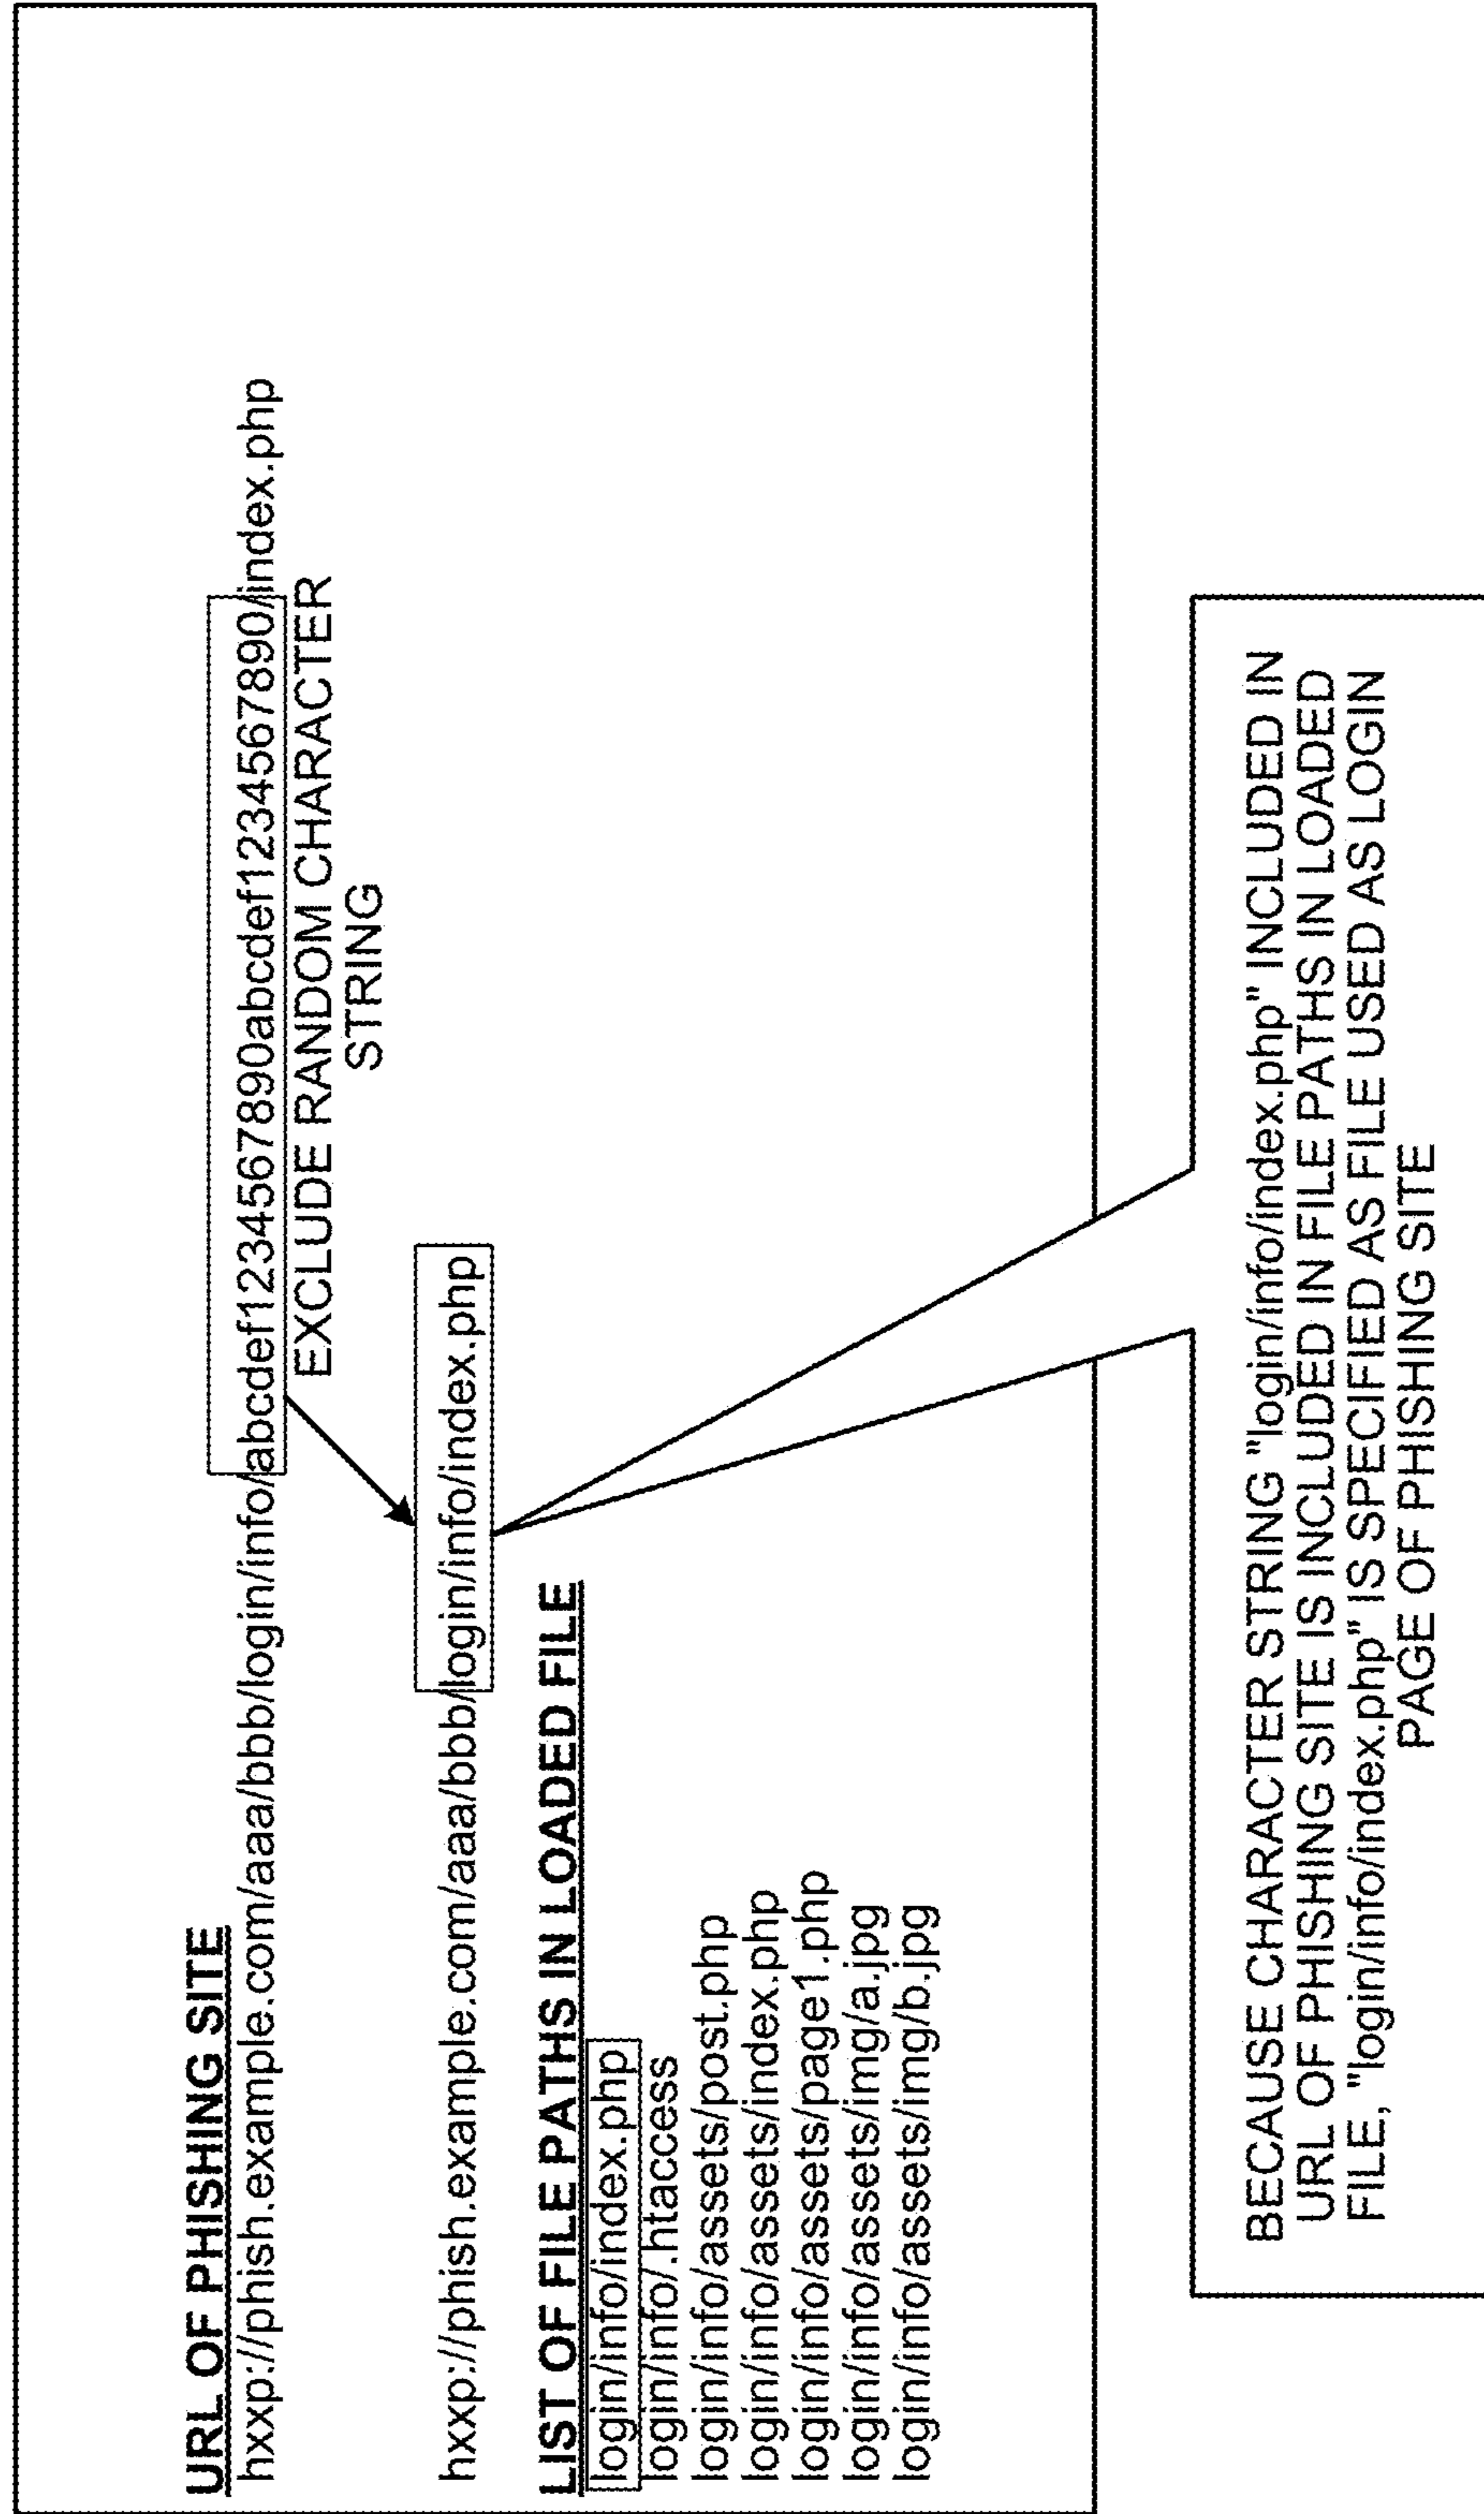 URL OF PHISHING SITE
hxxp://phish.example.com/aaa/bbb/login/info/abcdef1234567890abcdef1234567890/index.php
EXCLUDE RANDOM CHARACTER
STRING
hxxp://phish.example.com/aaa/bbb/login/info/index.php
LIST OF FILE PATHS IN LOADED FILE
login/info/index.php
login/info/.htaccess
login/info/assets/post.php
login/info/assets/index.php
login/info/assets/page1.php
login/info/assets/img/a.jpg
login/info/assets/img/b.jpg
BECAUSE CHARACTER STRING "login/info/index.php" INCLUDED IN
URL OF PHISHING SITE IS INCLUDED IN FILE PATHS IN LOADED
FILE, "login/info/index.php" IS SPECIFIED AS FILE USED AS LOGIN
PAGE OF PHISHING SITE